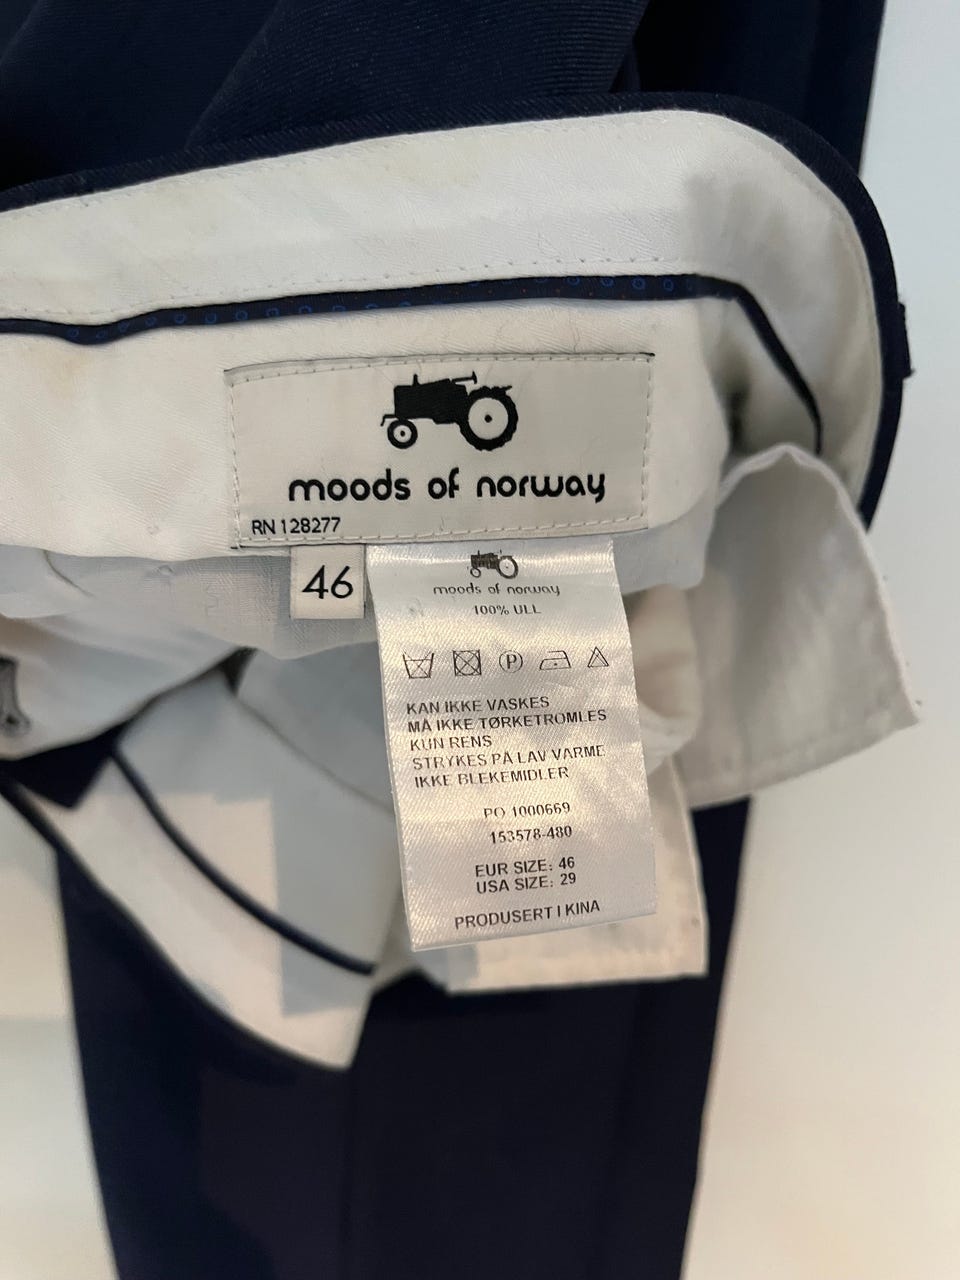 moods of norway
RN 128277
46
moods of norway
100% ULL
P
KAN IKKE VASKES
MÅ IKKE TØRKETROMLES
KUN RENS
STRYKES PÅ LAV VARME
IKKE BLEKEMIDLER
PO 1000669
153578-480
EUR SIZE: 46
USA SIZE: 29
PRODUSERT I KINA